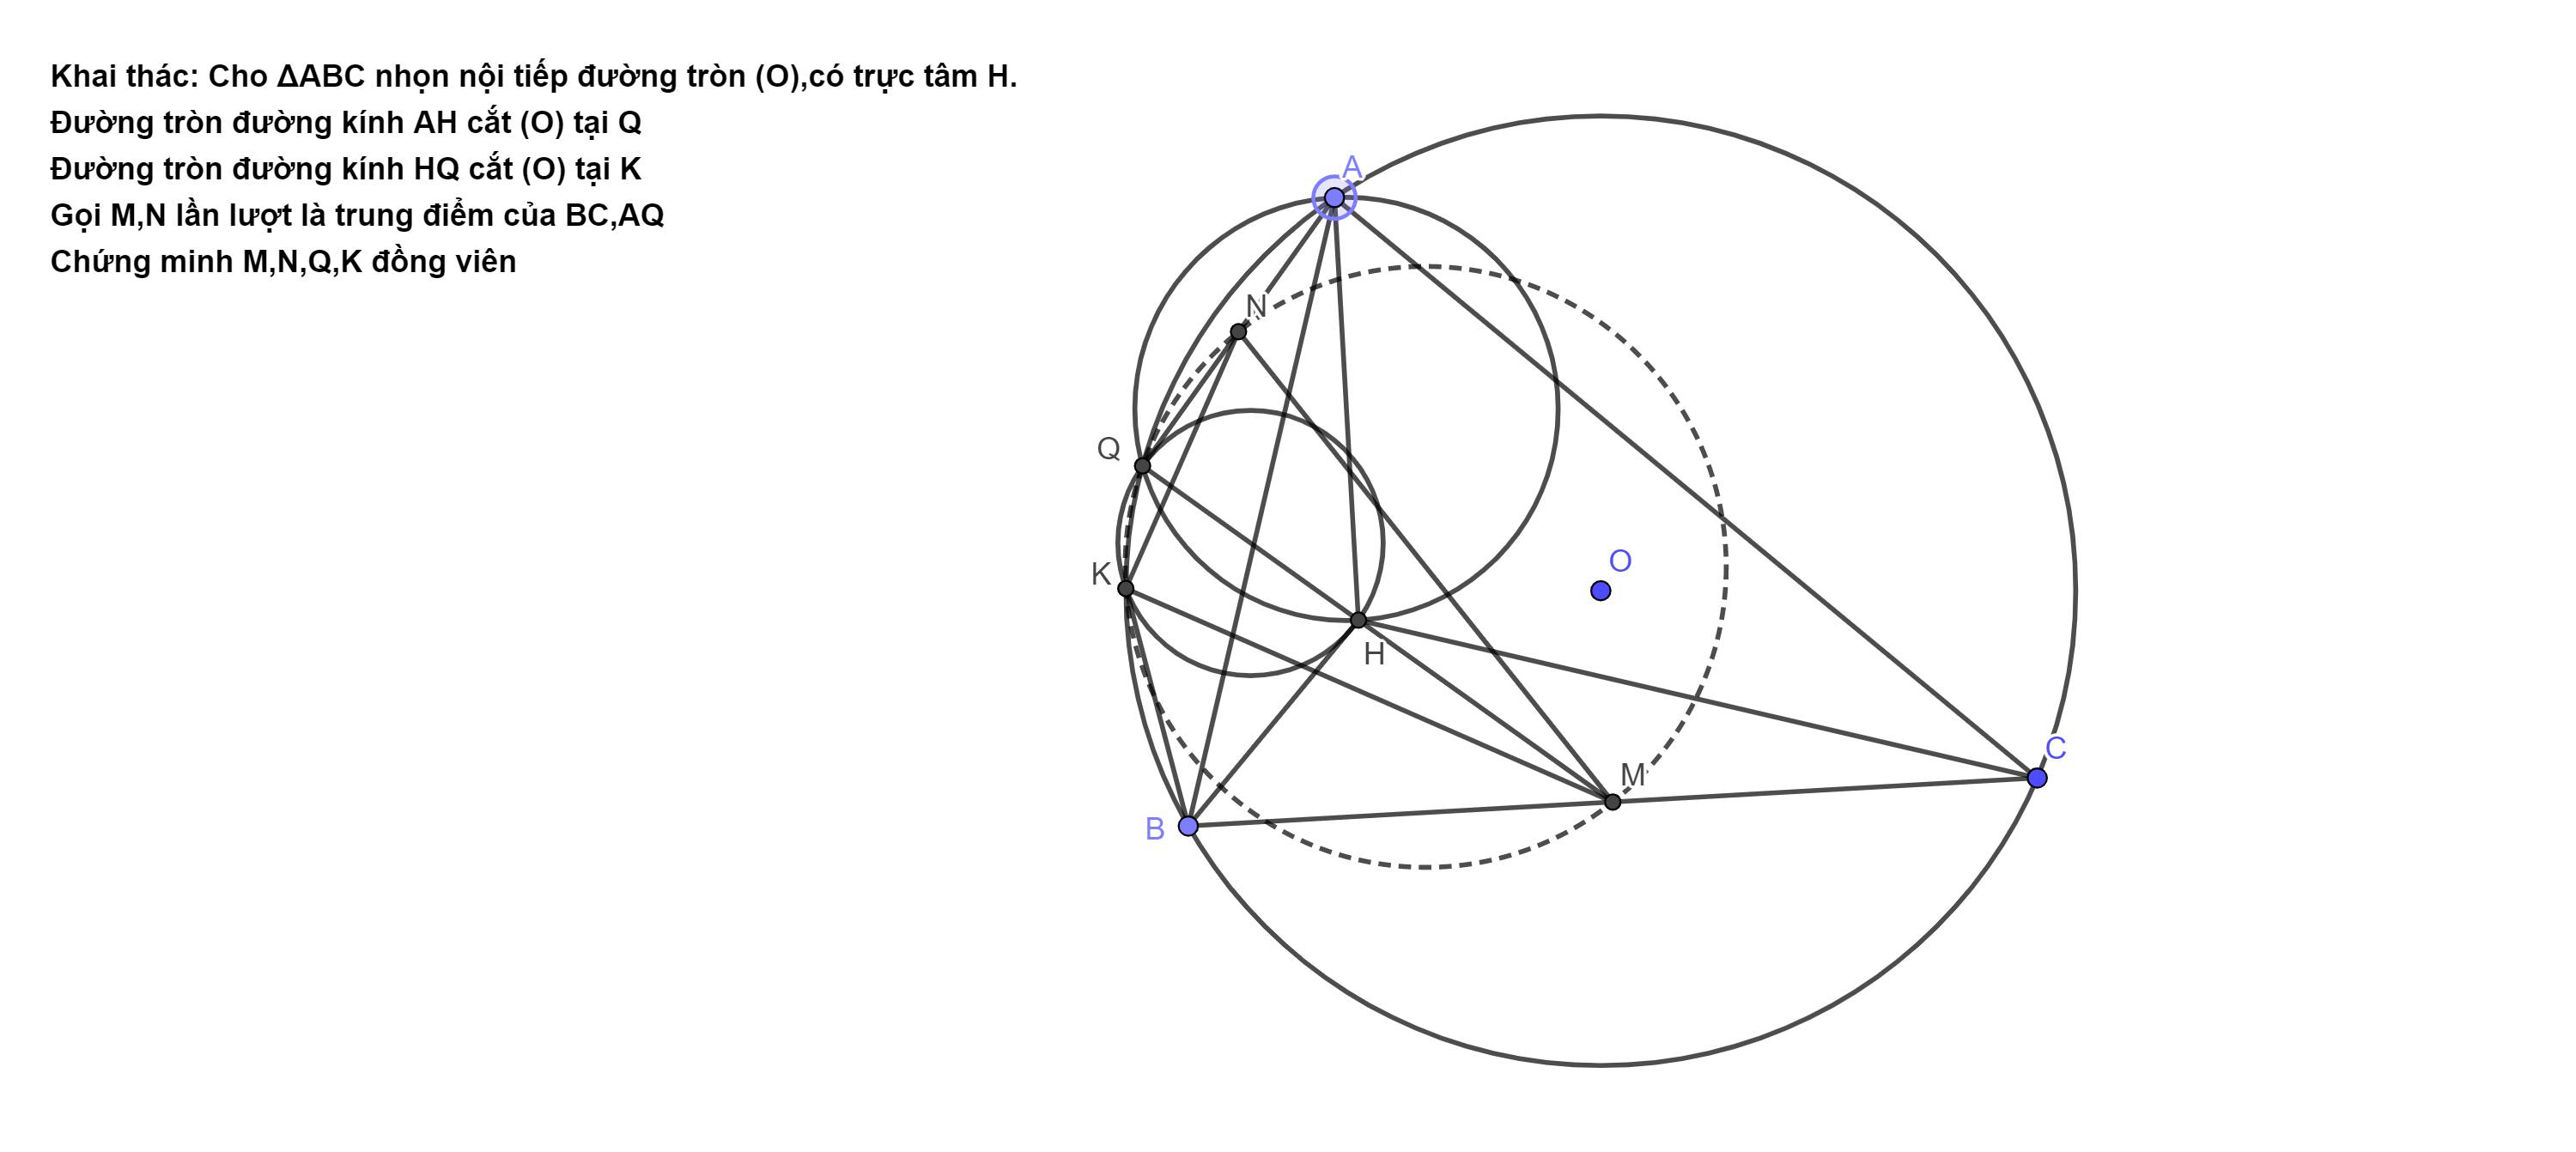 Khai thác: Cho ΔABC nhọn nội tiếp đường tròn (O),có trực tâm H.
Đường tròn đường kính AH cắt (O) tại Q
Đường tròn đường kính HQ cắt (O) tại K
Gọi M,N lần lượt là trung điểm của BC,AQ
Chứng minh M,N,Q,K đồng viên
A
N
Q
O
K
H
C
M
B